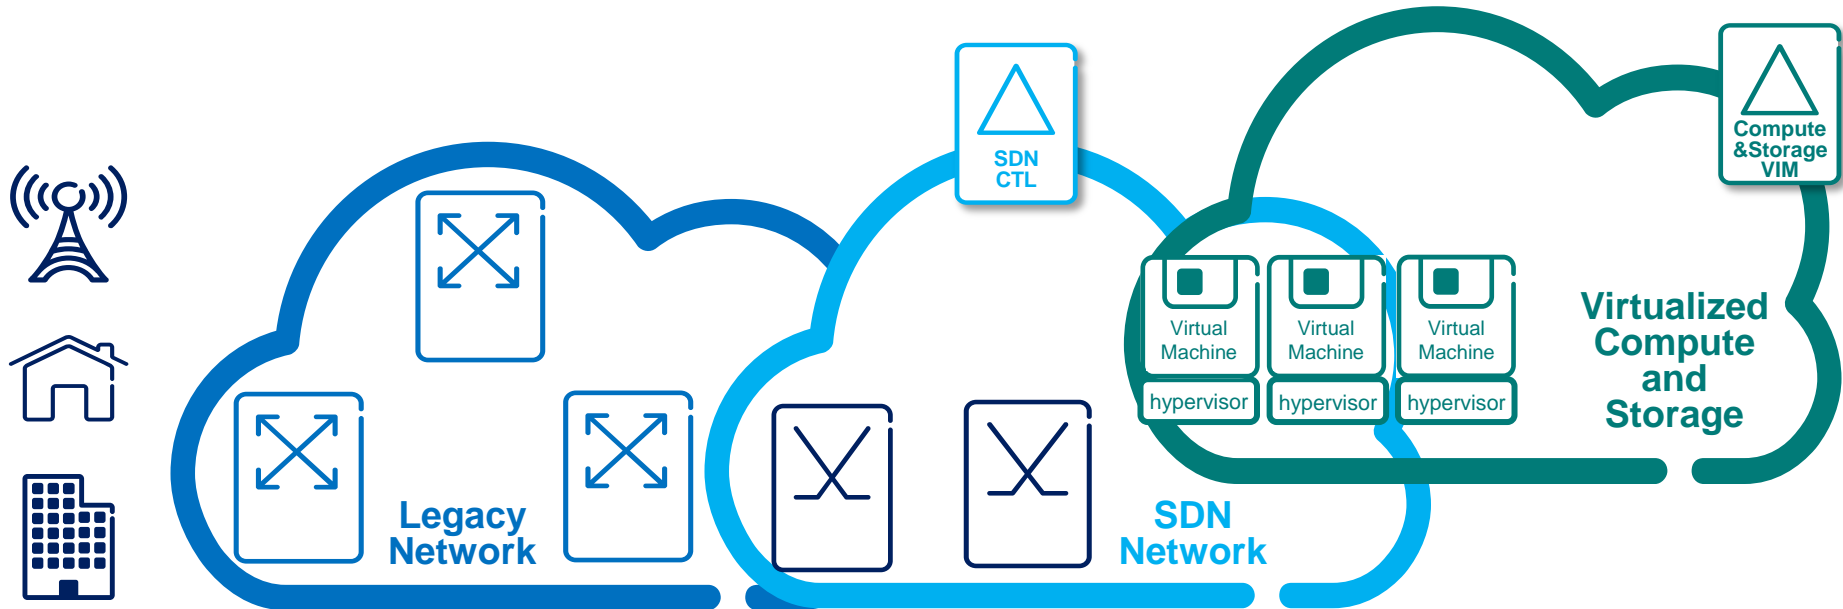 SDN
CTL
Compute
&Storage
VIM
Virtual
Machine
Virtual
Machine
Virtual
Machine
hypervisor
hypervisor
hypervisor
Virtualized
Compute
and
Storage
Legacy
Network
SDN
Network